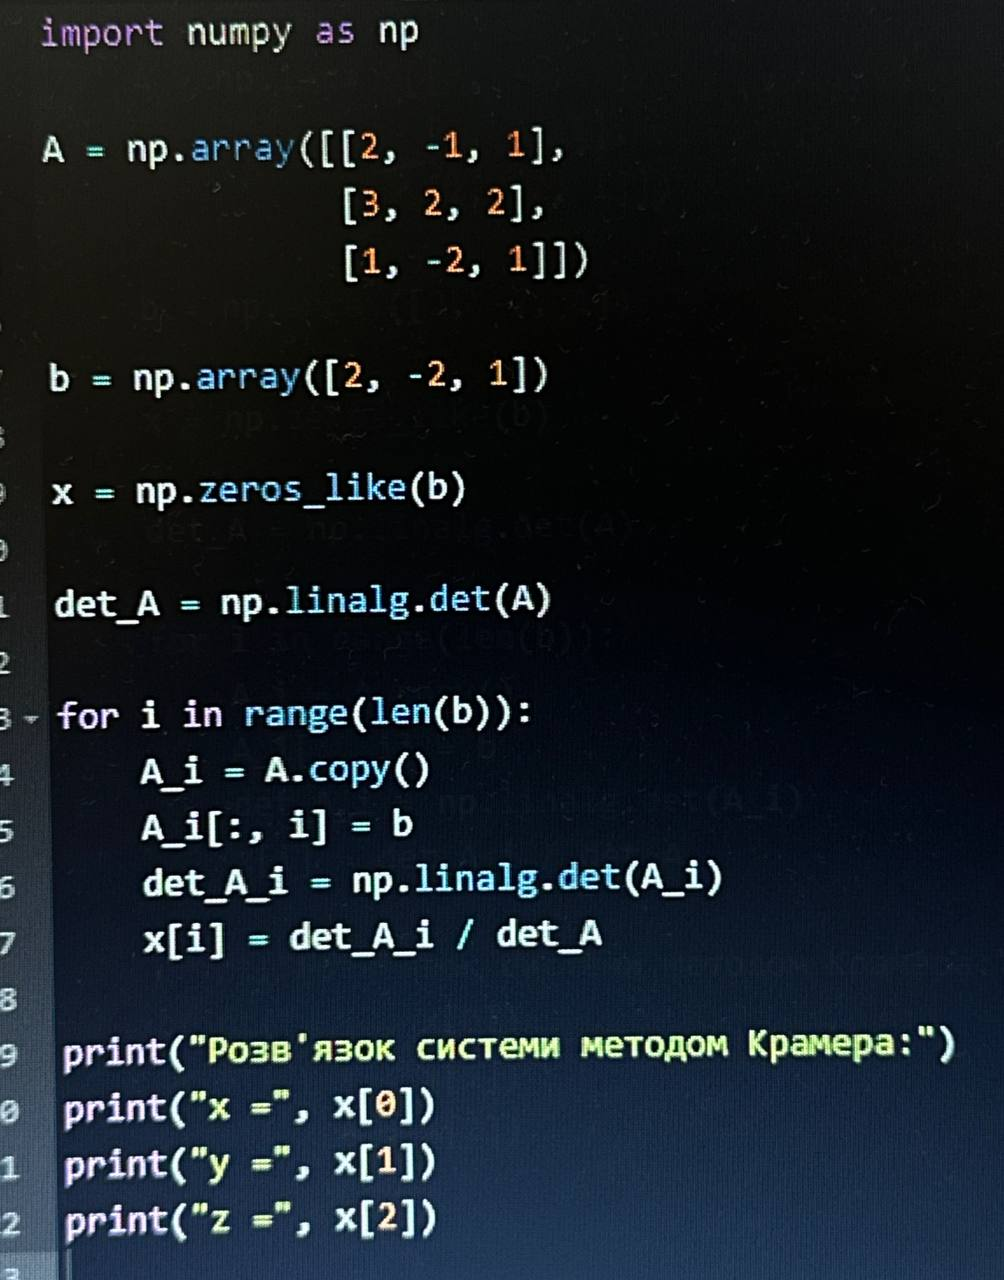 import numpy as np
A = np.array([[2, -1, 1],
[3, 2, 2],
[1, -2, 1]])
b = np.array([2, -2, 1])
x = np.zeros_like(b)
det_A = np.linalg.det(A)
for i in range(len(b)):
A_i = A.copy()
A_i[:, i] = b
det_A_i = np.linalg.det(A_i)
x[i] = det_A_i / det_A
print("Розв'язок системи методом Крамера:")
print("x =", x[0])
print("y =", x[1])
print("z =", x[2])